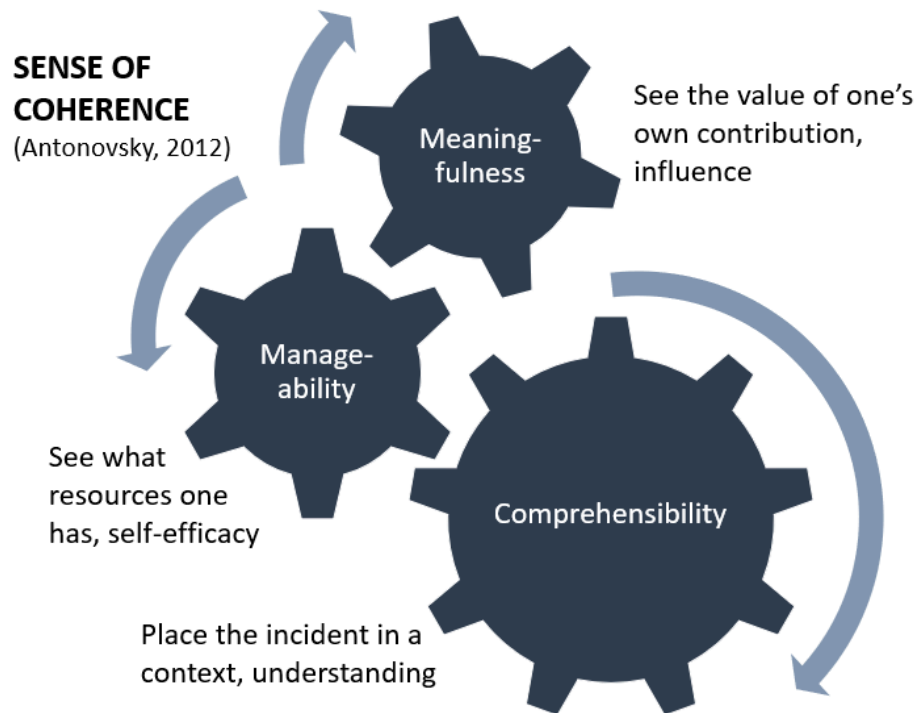 SENSE OF
COHERENCE
(Antonovsky, 2012)
Meaning-
fulness
See the value of one's
own contribution,
influence
Manage-
ability
See what
resources one
has, self-efficacy
Comprehensibility
Place the incident in a
context, understanding